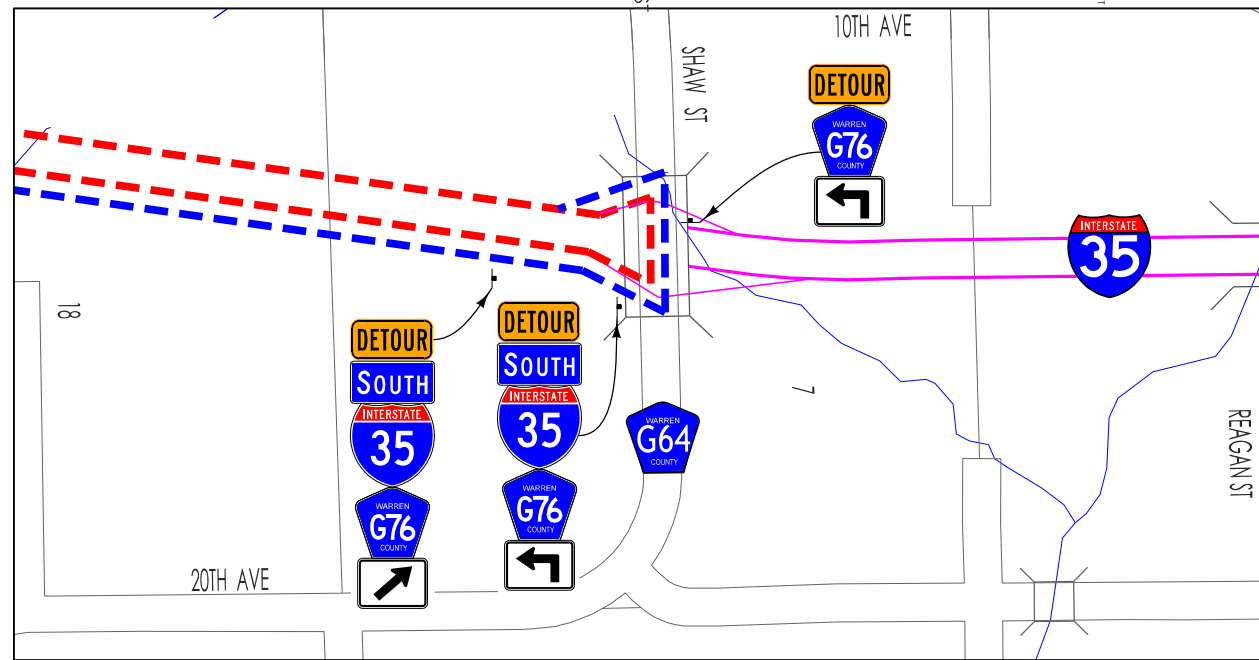 10TH AVE
SHAW ST
DETOUR
WARREN
G76
COUNTY
INTERSTATE
35
18
DETOUR
SOUTH
INTERSTATE
35
WARREN
G76
COUNTY
DETOUR
SOUTH
INTERSTATE
35
WARREN
G76
COUNTY
WARREN
G64
COUNTY
7
REAGAN ST
20TH AVE